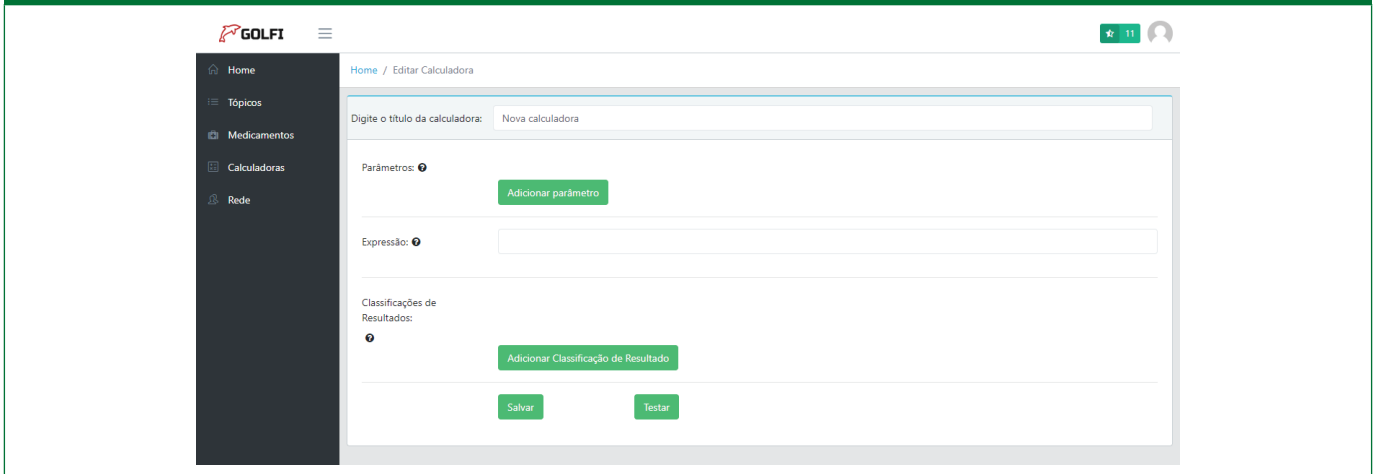 GOLFI
11
Home
Tópicos
Medicamentos
Calculadoras
Rede
Home / Editar Calculadora
Digite o título da calculadora: Nova calculadora
Parâmetros:
Adicionar parâmetro
Expressão:
Classificações de
Resultados:
Adicionar Classificação de Resultado
Salvar Testar